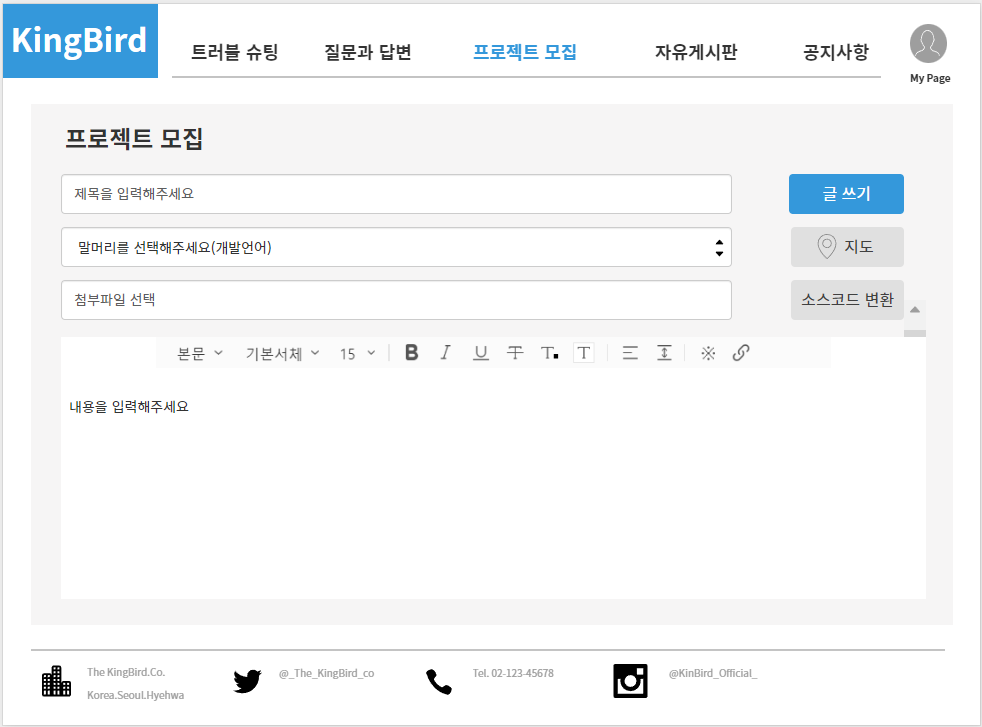 KingBird
트러블 슈팅 질문과 답변 프로젝트 모집 자유게시판 공지사항
My Page
프로젝트 모집
제목을 입력해주세요
글 쓰기
말머리를 선택해주세요(개발언어)
지도
첨부파일 선택
소스코드 변환
본문 기본서체 15 B I U T T. T
내용을 입력해주세요
The KingBird.Co.
Korea.Seoul.Hyehwa
@_The_KingBird_co
Tel. 02-123-45678
@KinBird_Official_